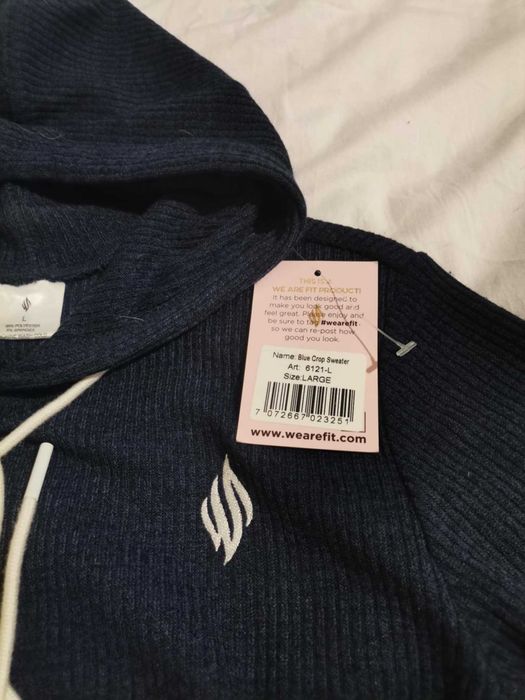 THIS IS A
WE ARE FIT PRODUCT!
It has been designed to
make you look good and
feel great. Please enjoy and
be sure to tag #wearefit
so we can re-post how
good you look.
Name: Blue Crop Sweater
Art: 6121-L
Size:LARGE
7 072667 023251
www.wearefit.com
L